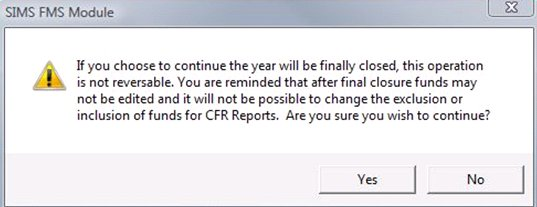 SIMS FMS Module
If you choose to continue the year will be finally closed, this operation
is not reversable. You are reminded that after final closure funds may
not be edited and it will not be possible to change the exclusion or
inclusion of funds for CFR Reports.  Are you sure you wish to continue?
Yes
No